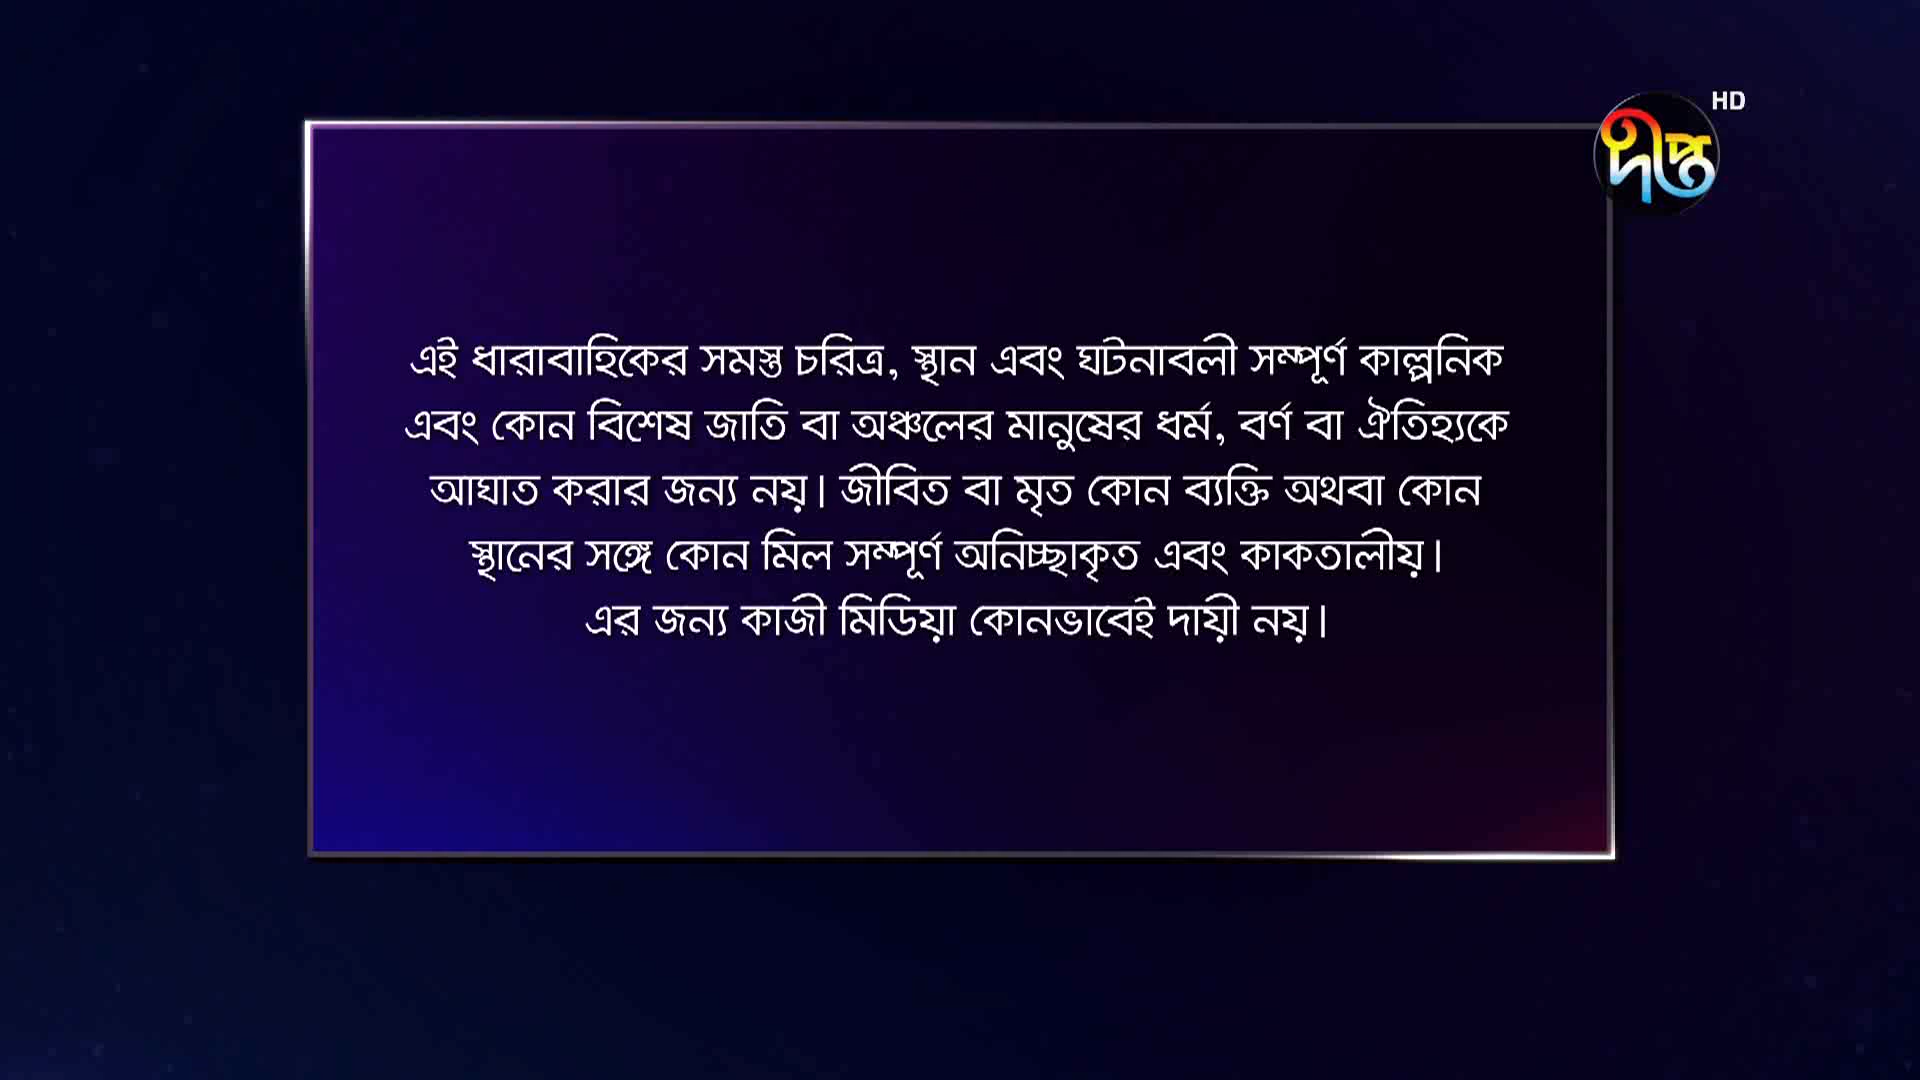 HD
দীপ্ত
এই ধারাবাহিকের সমস্ত চরিত্র, স্থান এবং ঘটনাবলী সম্পূর্ণ কাল্পনিক
এবং কোন বিশেষ জাতি বা অঞ্চলের মানুষের ধর্ম, বর্ণ বা ঐতিহ্যকে
আঘাত করার জন্য নয়। জীবিত বা মৃত কোন ব্যক্তি অথবা কোন
স্থানের সঙ্গে কোন মিল সম্পূর্ণ অনিচ্ছাকৃত এবং কাকতালীয়।
এর জন্য কাজী মিডিয়া কোনভাবেই দায়ী নয়।